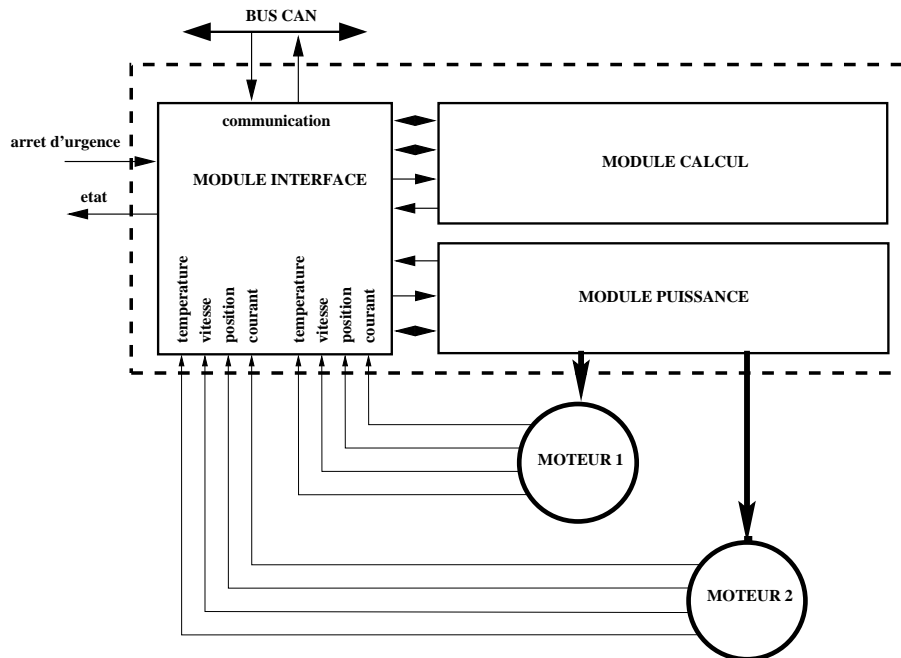 BUS CAN
communication
arret d'urgence
MODULE CALCUL
MODULE INTERFACE
etat
temperature
vitesse
position
courant
temperature
vitesse
position
courant
MODULE PUISSANCE
MOTEUR 1
MOTEUR 2